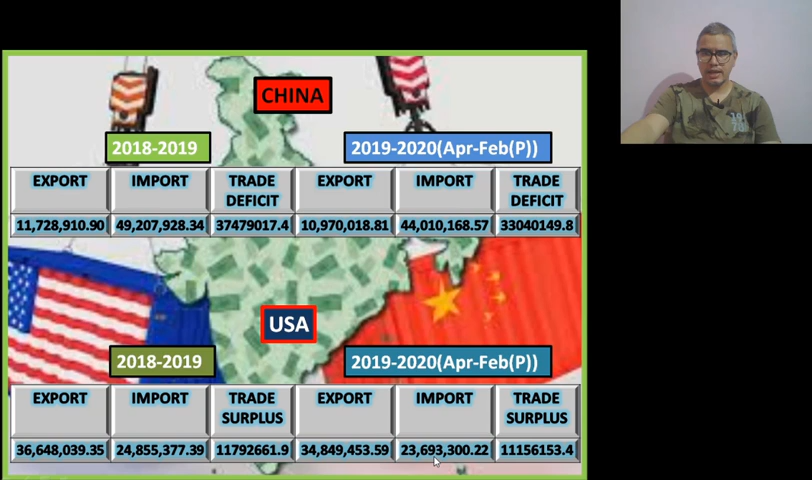 CHINA
2018-2019 2019-2020(Apr-Feb(P))
EXPORT IMPORT TRADE DEFICIT EXPORT IMPORT TRADE DEFICIT
11,728,910.90 49,207,928.34 37479017.4 10,970,018.81 44,010,168.57 33040149.8
USA
2018-2019 2019-2020(Apr-Feb(P))
EXPORT IMPORT TRADE SURPLUS EXPORT IMPORT TRADE SURPLUS
36,648,039.35 24,855,377.39 11792661.9 34,849,453.59 23,693,300.22 11156153.4